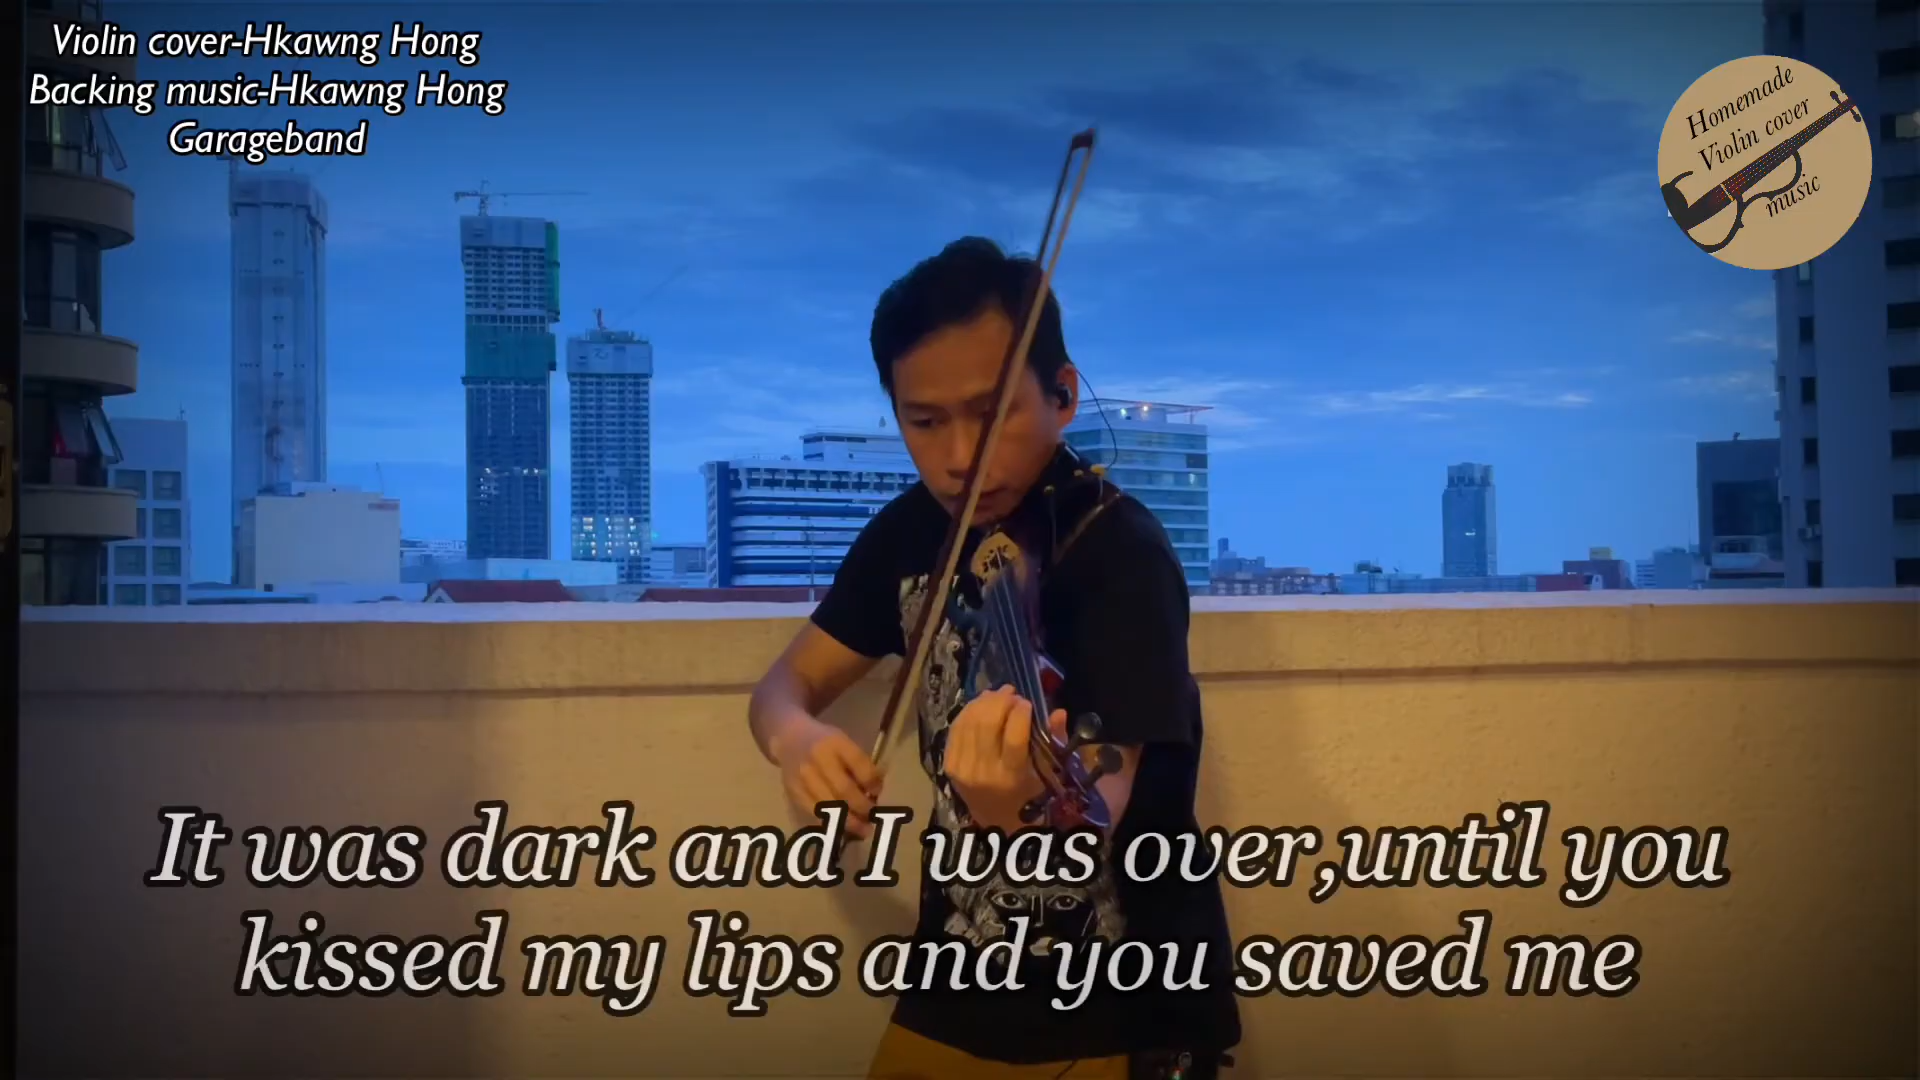 Violin cover-Hkawng Hong
Backing music-Hkawng Hong
Garageband
Homemade
Violin cover
music
It was dark and I was over,until you
kissed my lips and you saved me